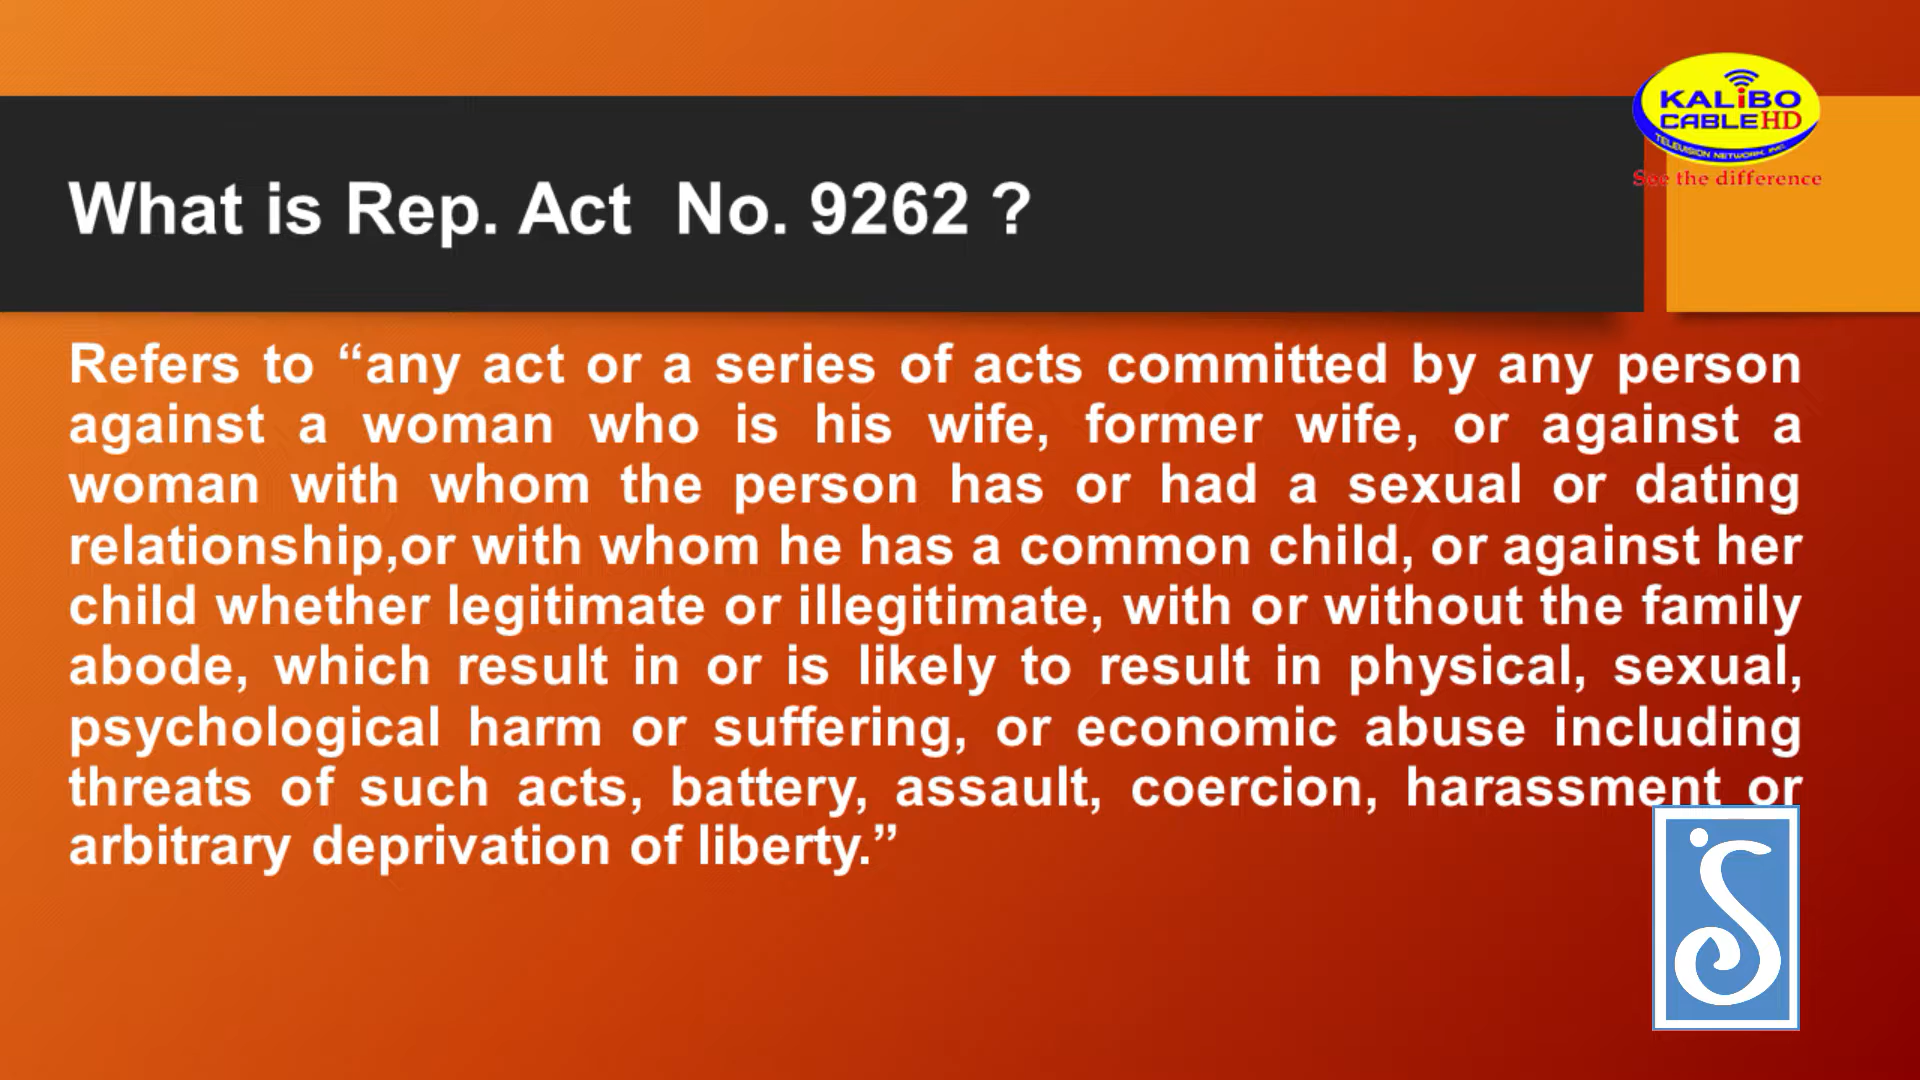 KALiBO
CABLEHD
TELEVISION NETWORK, INC.
See the difference
What is Rep. Act  No. 9262 ?
Refers to “any act or a series of acts committed by any person
against a woman who is his wife, former wife, or against a
woman with whom the person has or had a sexual or dating
relationship,or with whom he has a common child, or against her
child whether legitimate or illegitimate, with or without the family
abode, which result in or is likely to result in physical, sexual,
psychological harm or suffering, or economic abuse including
threats of such acts, battery, assault, coercion, harassment or
arbitrary deprivation of liberty.”